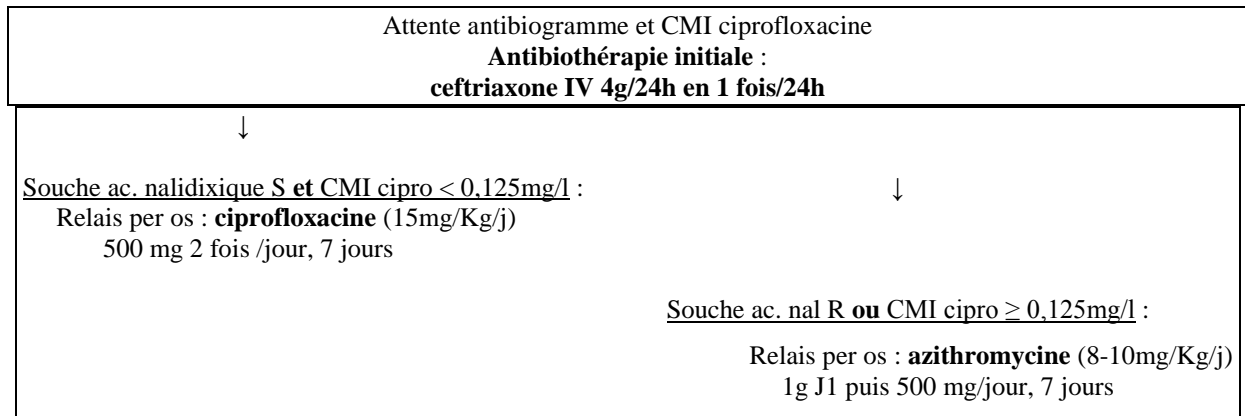 Attente antibiogramme et CMI ciprofloxacine
Antibiothérapie initiale :
ceftriaxone IV 4g/24h en 1 fois/24h
↓
Souche ac. nalidixique S et CMI cipro < 0,125mg/l :
Relais per os : ciprofloxacine (15mg/Kg/j)
500 mg 2 fois /jour, 7 jours
↓
Souche ac. nal R ou CMI cipro ≥ 0,125mg/l :
Relais per os : azithromycine (8-10mg/Kg/j)
1g J1 puis 500 mg/jour, 7 jours